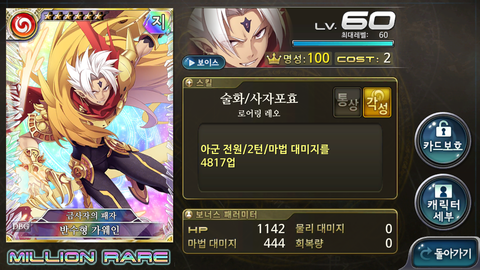 지
LV. 60
최대레벨: 60
보이스
명성:100 COST: 2
스킬
술화/사자포효
로어링 레오
통상
각성
아군 전원/2턴/마법 대미지를
4817업
카드보호
캐릭터
세부
보너스 패러미터
HP 1142 물리 대미지 0
마법 대미지 444 회복량 0
돌아가기
금사자의 패자
반수형 가웨인
MILLION RARE